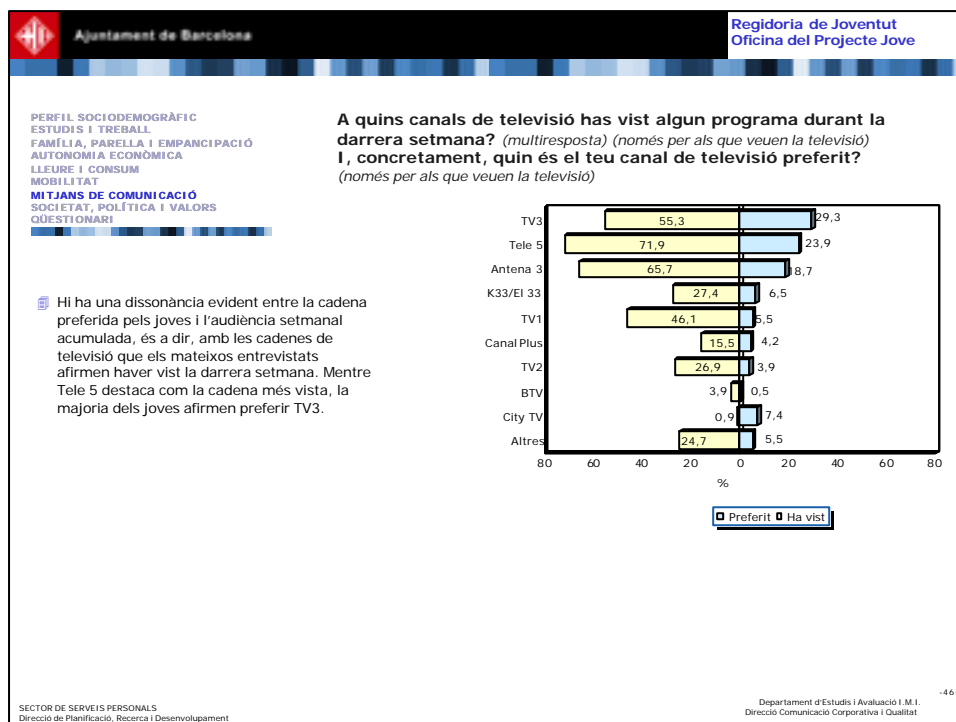 Ajuntament de Barcelona
Regidoria de Joventut
Oficina del Projecte Jove
PERFIL SOCIODEMOGRÀFIC
ESTUDIS I TREBALL
FAMÍLIA, PARELLA I EMPANCIPACIÓ
AUTONOMIA ECONÒMICA
LLEURE I CONSUM
MOBILITAT
MITJANS DE COMUNICACIÓ
SOCIETAT, POLÍTICA I VALORS
QÜESTIONARI
A quins canals de televisió has vist algun programa durant la
darrera setmana? (multiresposta) (només per als que veuen la televisió)
I, concretament, quin és el teu canal de televisió preferit?
(només per als que veuen la televisió)
Hi ha una dissonància evident entre la cadena
preferida pels joves i l'audiència setmanal
acumulada, és a dir, amb les cadenes de
televisió que els mateixos entrevistats
afirmen haver vist la darrera setmana. Mentre
Tele 5 destaca com la cadena més vista, la
majoria dels joves afirmen preferir TV3.
TV3 55,3 29,3
Tele 5 71,9 23,9
Antena 3 65,7 18,7
K33/El 33 27,4 6,5
TV1 46,1 5,5
Canal Plus 15,5 4,2
TV2 26,9 3,9
BTV 3,9 0,5
City TV 0,9 7,4
Altres 24,7 5,5
80 60 40 20 0 20 40 60 80
%
Preferit Ha vist
SECTOR DE SERVEIS PERSONALS
Direcció de Planificació, Recerca i Desenvolupament
-46-
Departament d'Estudis i Avaluació I.M.I.
Direcció Comunicació Corporativa i Qualitat